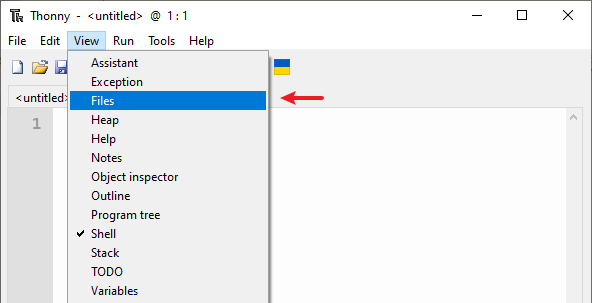 Thonny - <untitled> @ 1:1
File Edit View Run Tools Help
<untitled>
1
Assistant
Exception
Files
Heap
Help
Notes
Object inspector
Outline
Program tree
Shell
Stack
TODO
Variables